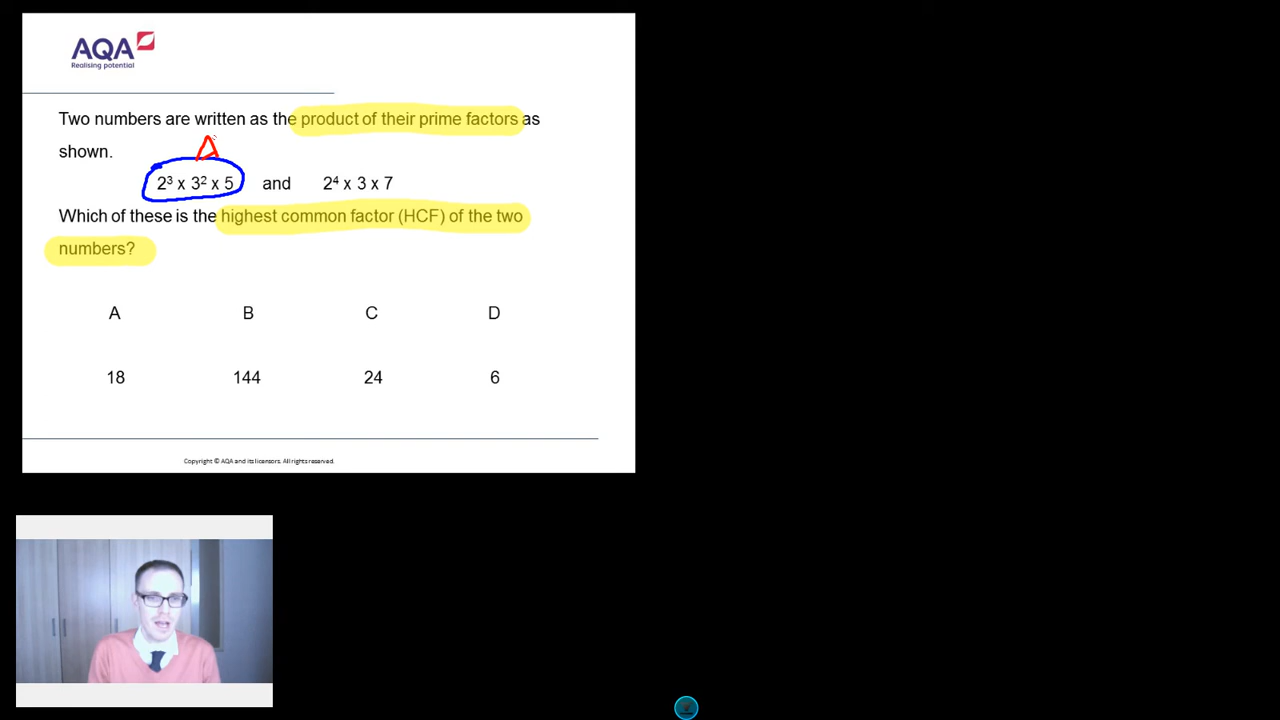 AQA
Realising potential
Two numbers are written as the product of their prime factors as
shown.
A
2³ x 3² x 5 and 2⁴ x 3 x 7
Which of these is the highest common factor (HCF) of the two
numbers?
A B C D
18 144 24 6
Copyright © AQA and its licensors. All rights reserved.